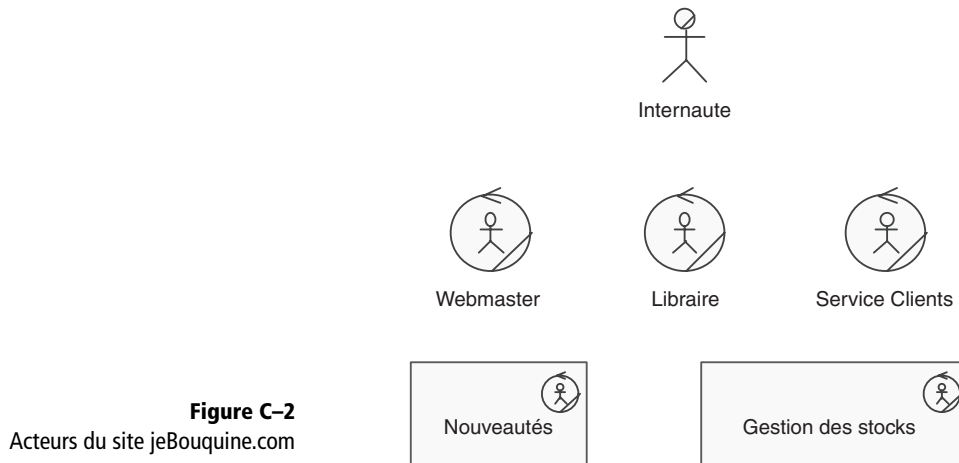 Internaute
Webmaster
Libraire
Service Clients
Nouveautés
Gestion des stocks
Figure C–2
Acteurs du site jeBouquine.com